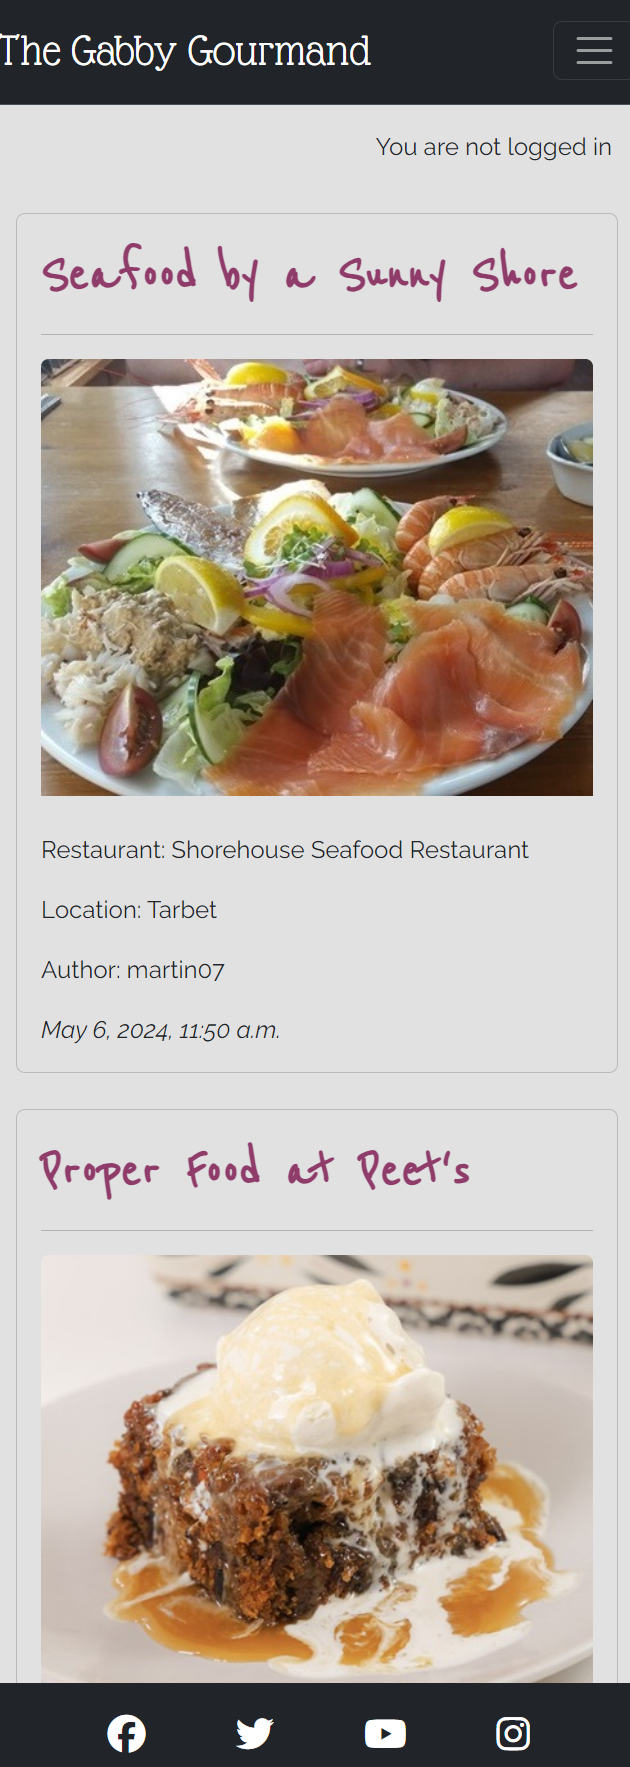 The Gabby Gourmand
You are not logged in
Seafood by a Sunny Shore
Restaurant: Shorehouse Seafood Restaurant
Location: Tarbet
Author: martin07
May 6, 2024, 11:50 a.m.
Proper Food at Peet's